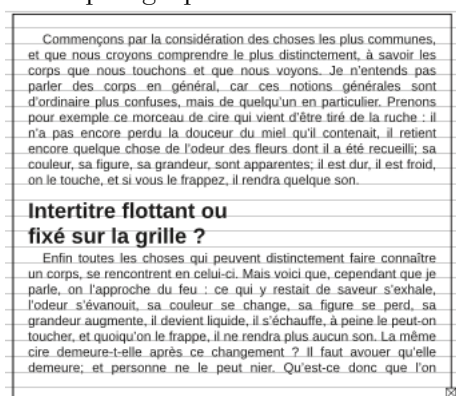 Commençons par la considération des choses les plus communes,
et que nous croyons comprendre le plus distinctement, à savoir les
corps que nous touchons et que nous voyons. Je n'entends pas
parler des corps en général, car ces notions générales sont
d'ordinaire plus confuses, mais de quelqu'un en particulier. Prenons
pour exemple ce morceau de cire qui vient d'être tiré de la ruche : il
n'a pas encore perdu la douceur du miel qu'il contenait, il retient
encore quelque chose de l'odeur des fleurs dont il a été recueilli; sa
couleur, sa figure, sa grandeur, sont apparentes; il est dur, il est froid,
on le touche, et si vous le frappez, il rendra quelque son.
Intertitre flottant ou
fixé sur la grille ?
Enfin toutes les choses qui peuvent distinctement faire connaître
un corps, se rencontrent en celui-ci. Mais voici que, cependant que je
parle, on l'approche du feu : ce qui y restait de saveur s'exhale,
l'odeur s'évanouit, sa couleur se change, sa figure se perd, sa
grandeur augmente, il devient liquide, il s'échauffe, à peine le peut-on
toucher, et quoiqu'on le frappe, il ne rendra plus aucun son. La même
cire demeure-t-elle après ce changement ? Il faut avouer qu'elle
demeure; et personne ne le peut nier. Qu'est-ce donc que l'on